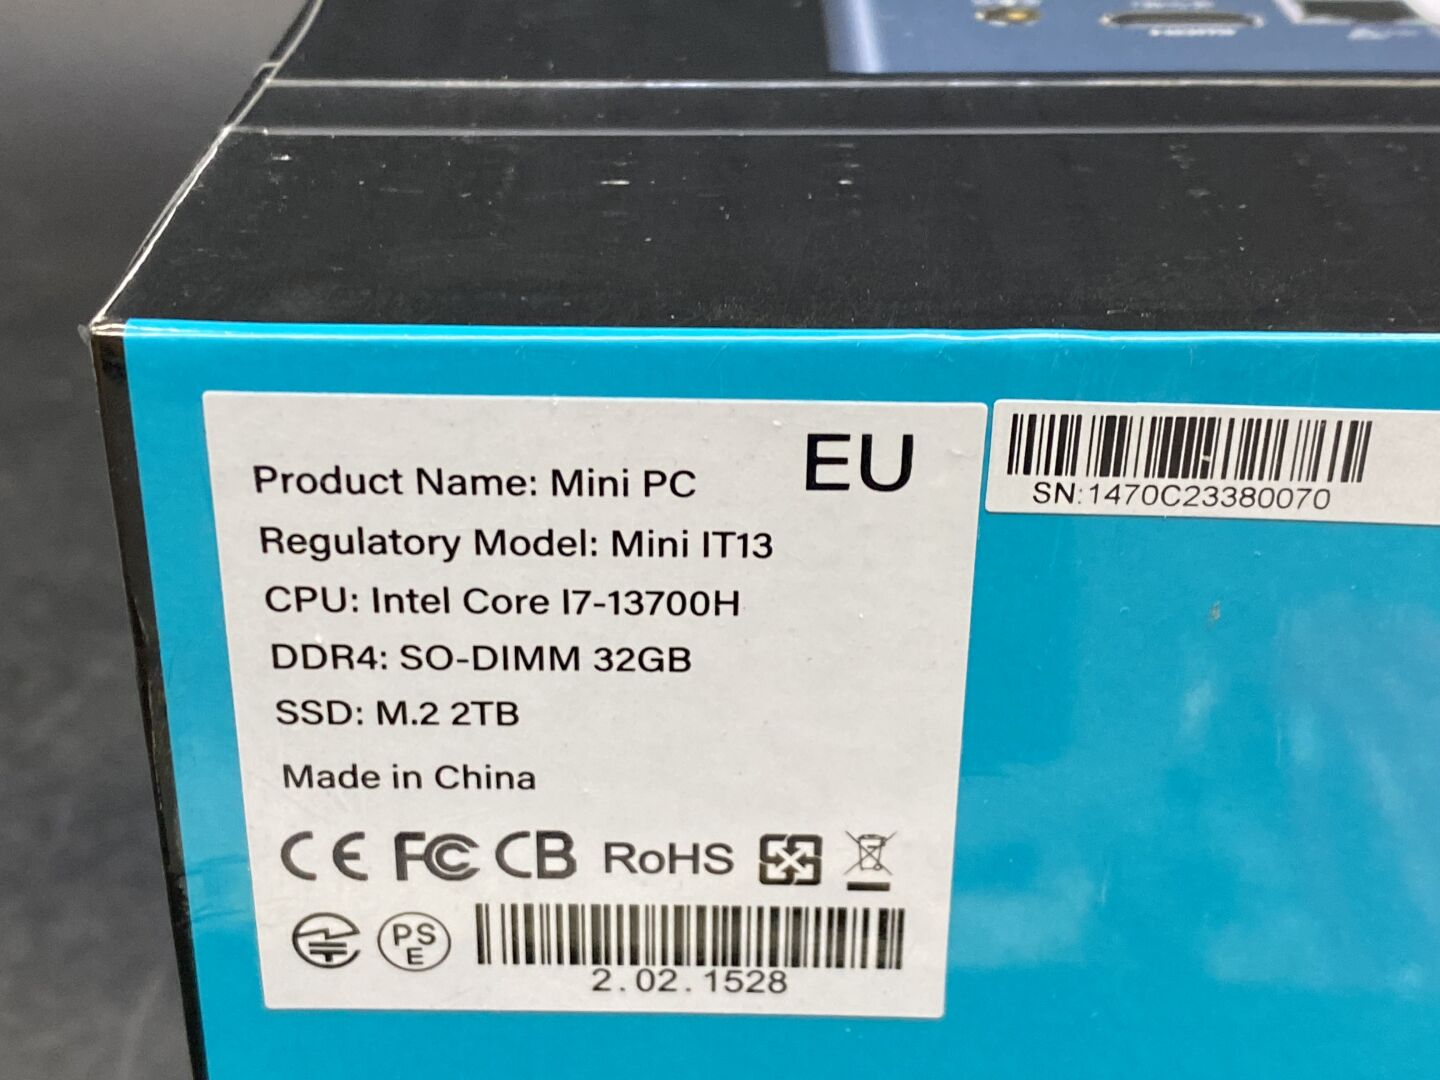 EU
Product Name: Mini PC
Regulatory Model: Mini IT13
CPU: Intel Core I7-13700H
DDR4: SO-DIMM 32GB
SSD: M.2 2TB
Made in China
CE FC CB RoHS
PSE
2.02.1528
SN:1470C23380070